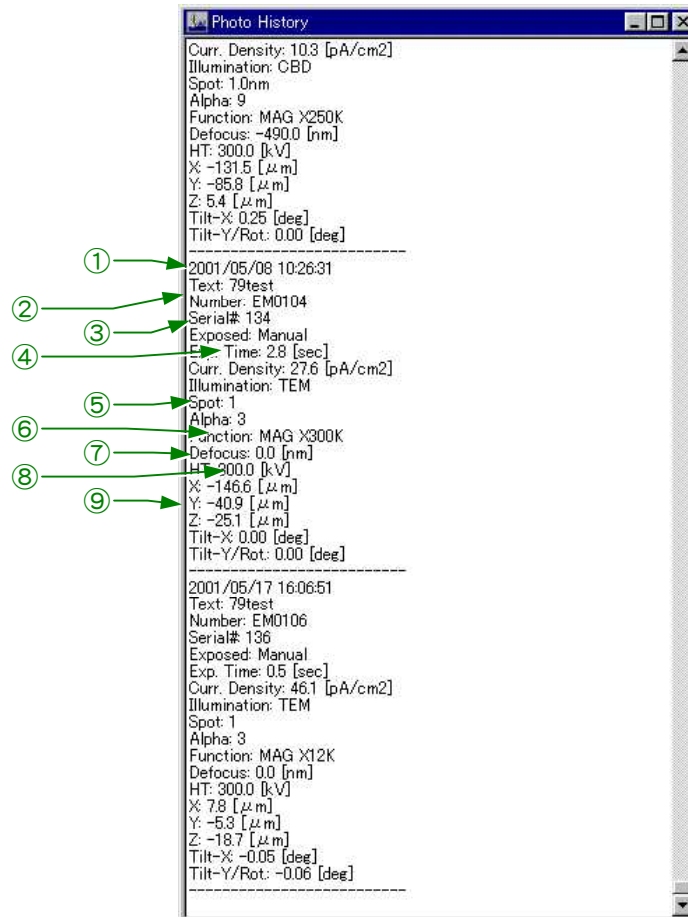 Photo History
Curr. Density: 10.3 [pA/cm2]
Illumination: CBD
Spot: 1.0nm
Alpha: 9
Function: MAG X250K
Defocus: -490.0 [nm]
HT: 300.0 [kV]
X: -131.5 [μm]
Y: -85.8 [μm]
Z: 5.4 [μm]
Tilt-X: 0.25 [deg]
Tilt-Y/Rot.: 0.00 [deg]
--------------------------
① 2001/05/08 10:26:31
Text: 79test
② Number: EM0104
③ Serial# 134
Exposed: Manual
④ Exp. Time: 2.8 [sec]
Curr. Density: 27.6 [pA/cm2]
Illumination: TEM
⑤ Spot: 1
Alpha: 3
⑥ Function: MAG X300K
⑦ Defocus: 0.0 [nm]
⑧ HT: 300.0 [kV]
X: -146.6 [μm]
⑨ Y: -40.9 [μm]
Z: -25.1 [μm]
Tilt-X: 0.00 [deg]
Tilt-Y/Rot.: 0.00 [deg]
--------------------------
2001/05/17 16:06:51
Text: 79test
Number: EM0106
Serial# 136
Exposed: Manual
Exp. Time: 0.5 [sec]
Curr. Density: 46.1 [pA/cm2]
Illumination: TEM
Spot: 1
Alpha: 3
Function: MAG X12K
Defocus: 0.0 [nm]
HT: 300.0 [kV]
X: 7.8 [μm]
Y: -5.3 [μm]
Z: -18.7 [μm]
Tilt-X: -0.05 [deg]
Tilt-Y/Rot.: -0.06 [deg]
--------------------------